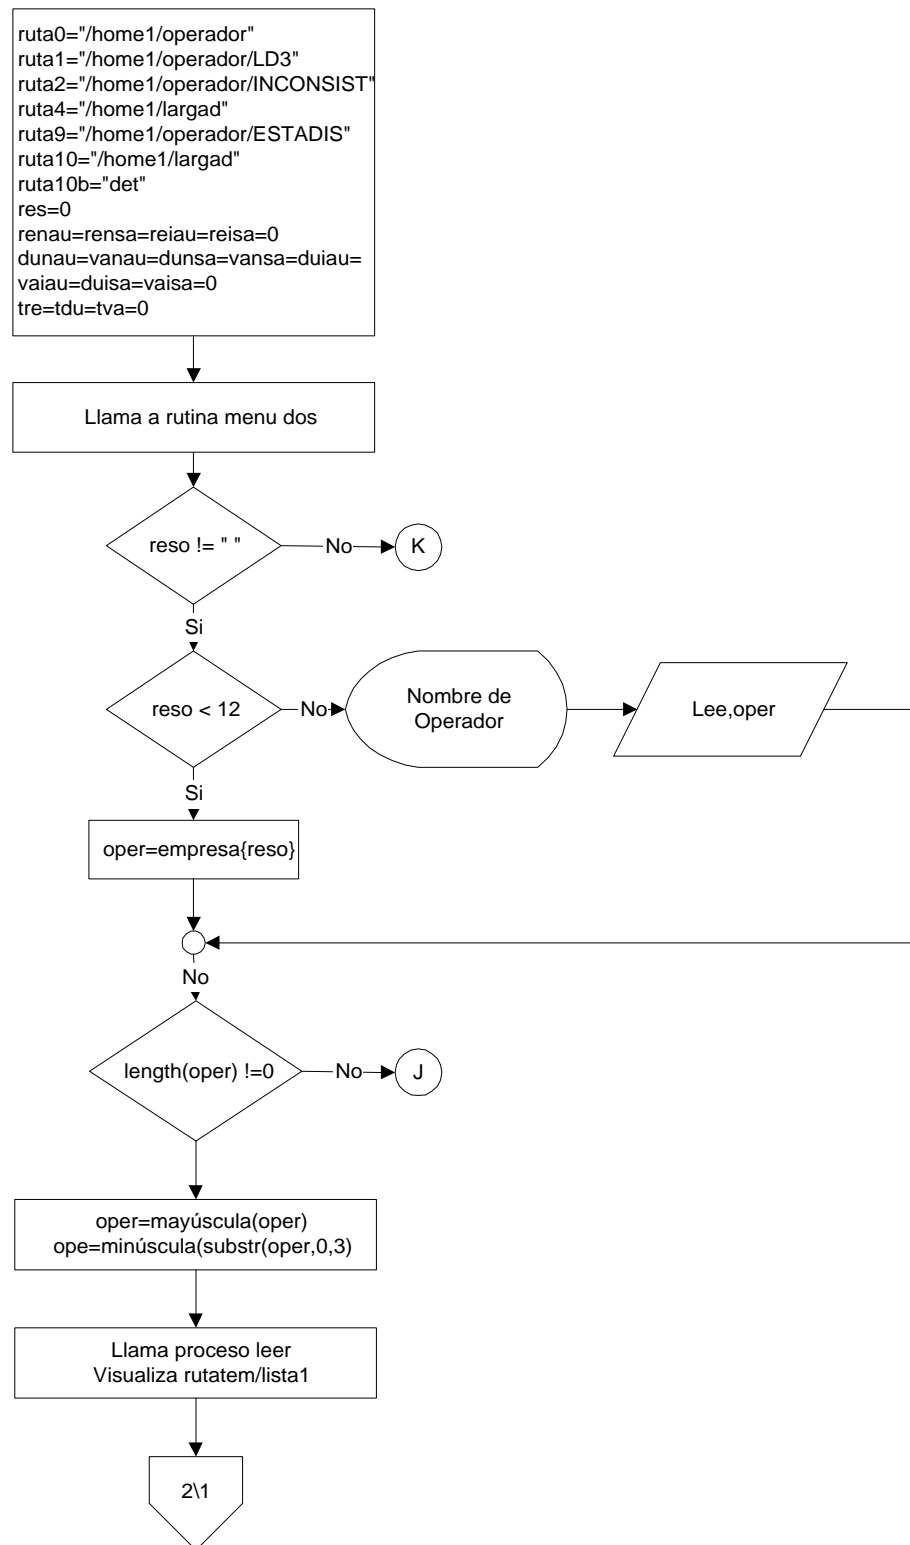 ruta0="/home1/operador"
ruta1="/home1/operador/LD3"
ruta2="/home1/operador/INCONSIST"
ruta4="/home1/largad"
ruta9="/home1/operador/ESTADIS"
ruta10="/home1/largad"
ruta10b="det"
res=0
renau=rensa=reiau=reisa=0
dunau=vanau=dunsa=vansa=duiau=
vaiau=duisa=vaisa=0
tre=tdu=tva=0
Llama a rutina menu dos
reso != " "
No
K
Si
reso < 12
No
Nombre de
Operador
Lee,oper
Si
oper=empresa{reso}
No
length(oper) !=0
No
J
oper=mayúscula(oper)
ope=minúscula(substr(oper,0,3)
Llama proceso leer
Visualiza rutatem/lista1
2\1